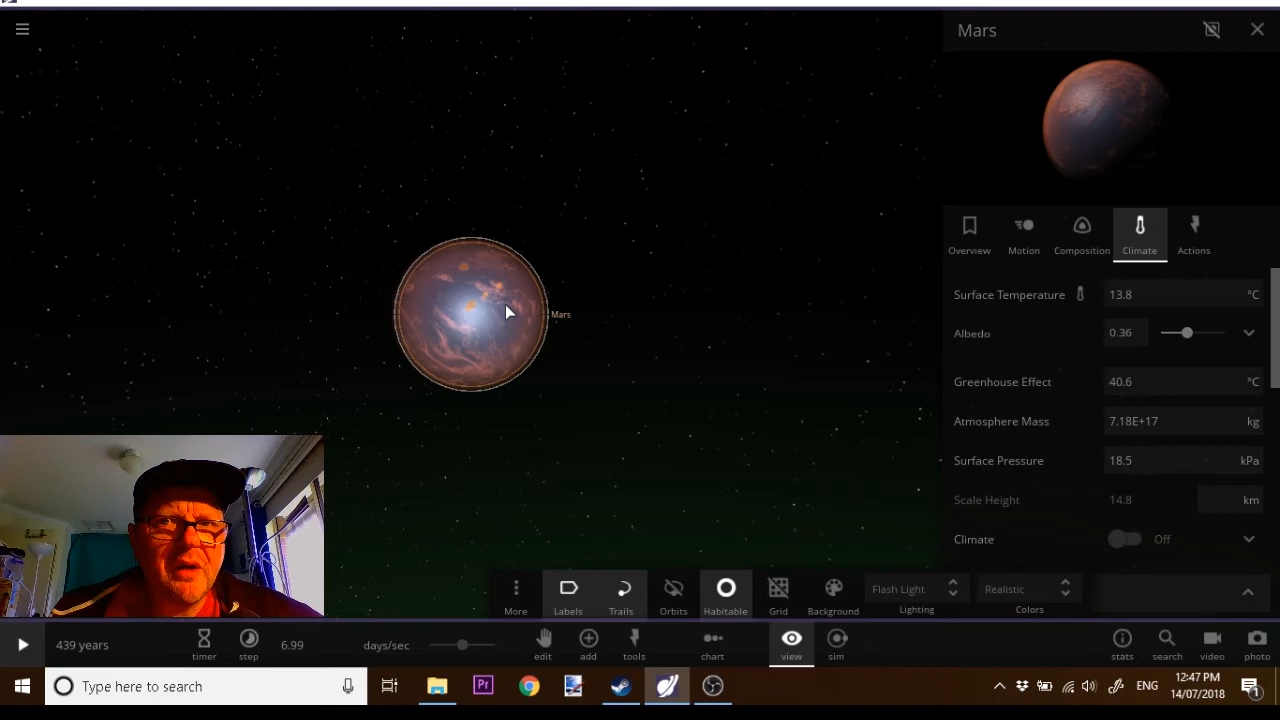 Mars
Overview
Motion
Composition
Climate
Actions
Surface Temperature 13.8 °C
Albedo 0.36
Mars
Greenhouse Effect 40.6 °C
Atmosphere Mass 7.18E+17 kg
Surface Pressure 18.5 kPa
Scale Height 14.8 km
Climate Off
More
Labels
Trails
Orbits
Habitable
Grid
Background
Flash Light
Lighting
Realistic
Colors
439 years
timer
step
6.99 days/sec
edit
add
tools
chart
view
sim
stats
search
video
photo
Type here to search
Pr
ENG
12:47 PM
14/07/2018
1